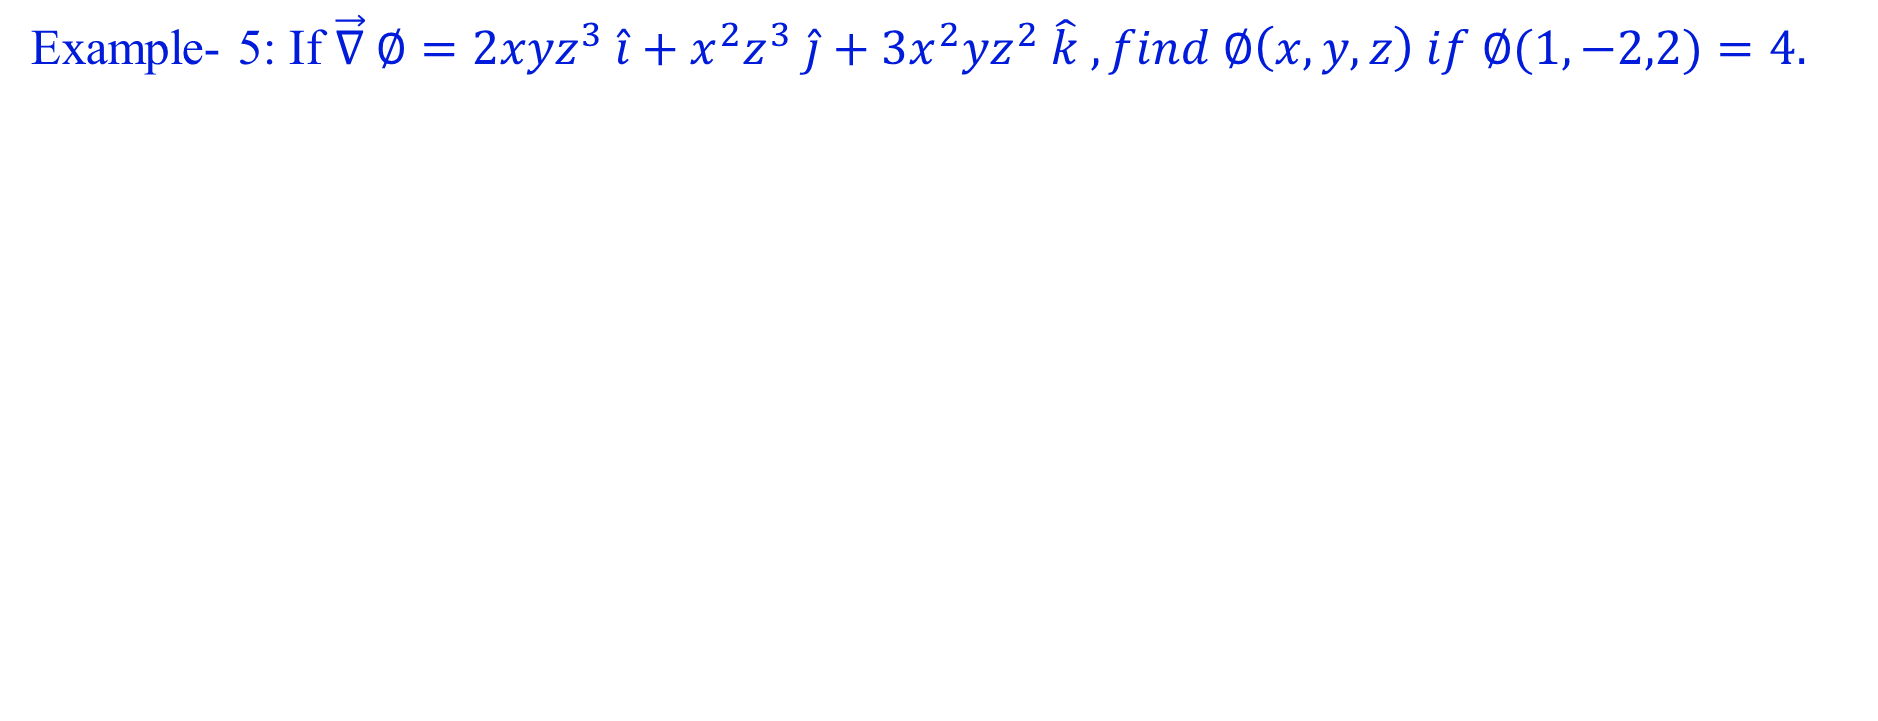 Example- 5: If ∇⃗ ∅ = 2xyz³ î + x²z³ ĵ + 3x²yz² k̂ , find ∅(x, y, z) if ∅(1, −2,2) = 4.